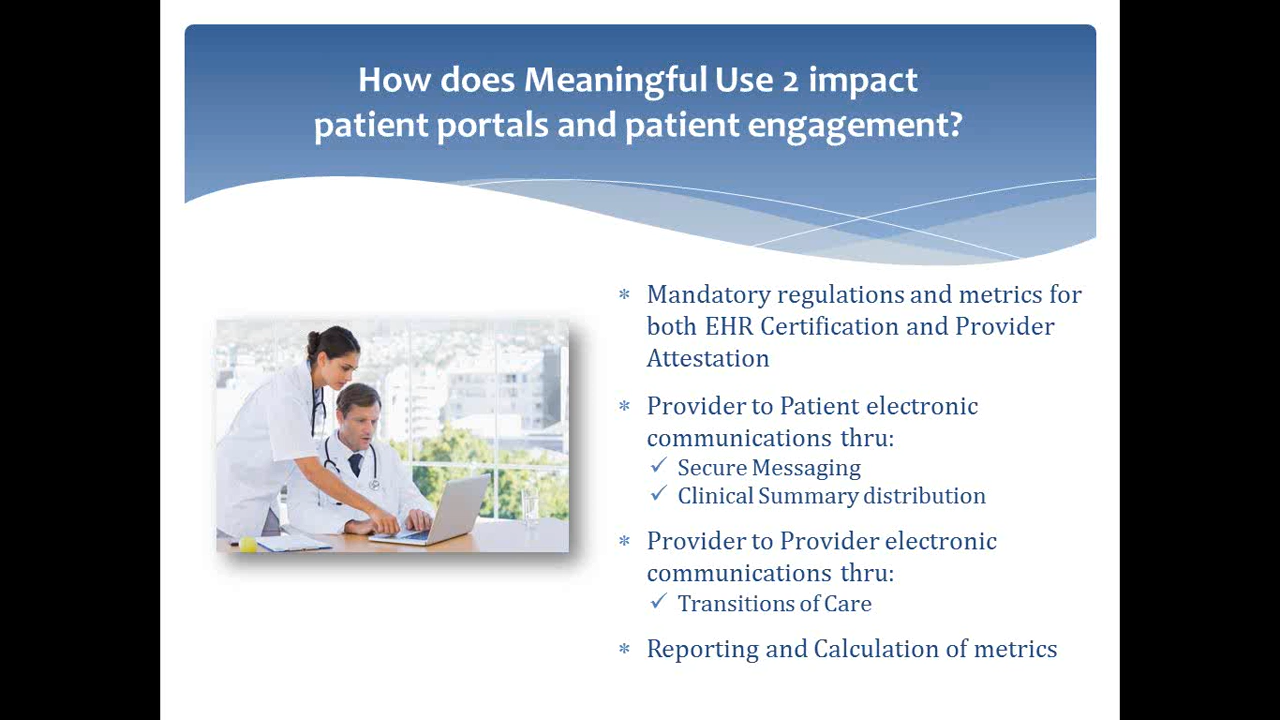 How does Meaningful Use 2 impact
patient portals and patient engagement?
* Mandatory regulations and metrics for
both EHR Certification and Provider
Attestation
* Provider to Patient electronic
communications thru:
✓ Secure Messaging
✓ Clinical Summary distribution
* Provider to Provider electronic
communications thru:
✓ Transitions of Care
* Reporting and Calculation of metrics